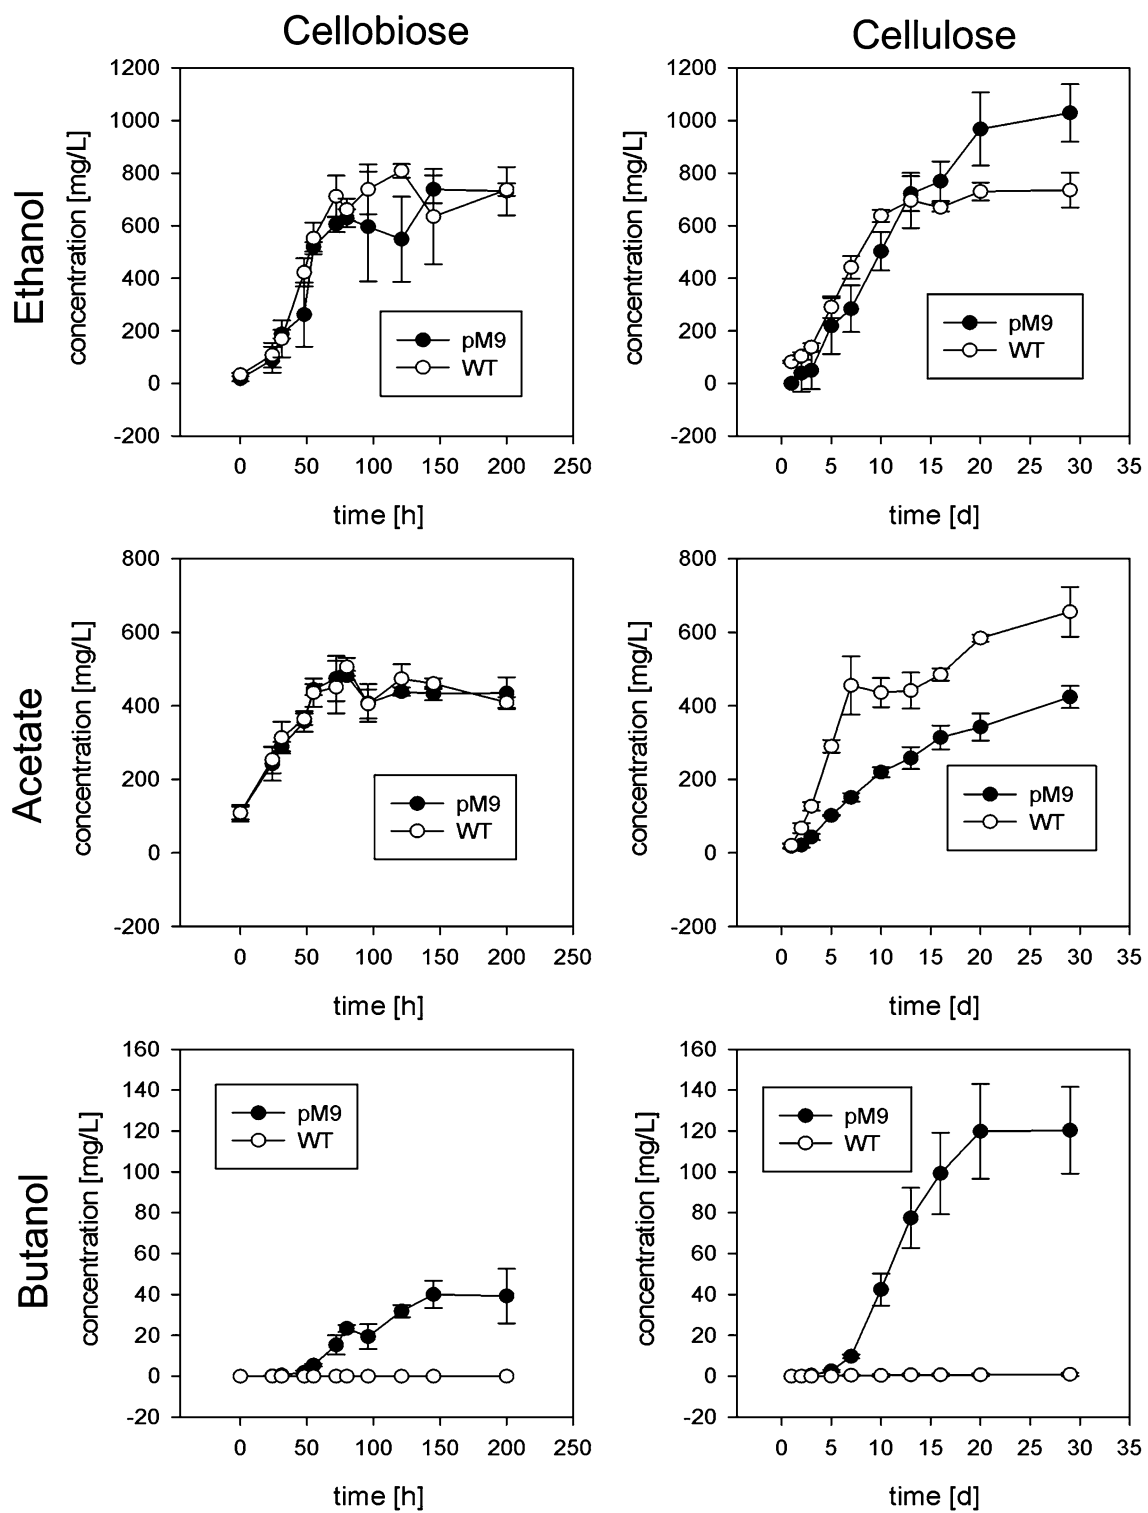 Cellobiose
Cellulose
Ethanol
concentration [mg/L]
1200
1000
800
600
400
200
0
-200
pM9
WT
0 50 100 150 200 250
time [h]
concentration [mg/L]
1200
1000
800
600
400
200
0
-200
pM9
WT
0 5 10 15 20 25 30 35
time [d]
Acetate
concentration [mg/L]
800
600
400
200
0
-200
pM9
WT
0 50 100 150 200 250
time [h]
concentration [mg/L]
800
600
400
200
0
-200
pM9
WT
0 5 10 15 20 25 30 35
time [d]
Butanol
concentration [mg/L]
160
140
120
100
80
60
40
20
0
-20
pM9
WT
0 50 100 150 200 250
time [h]
concentration [mg/L]
160
140
120
100
80
60
40
20
0
-20
pM9
WT
0 5 10 15 20 25 30 35
time [d]